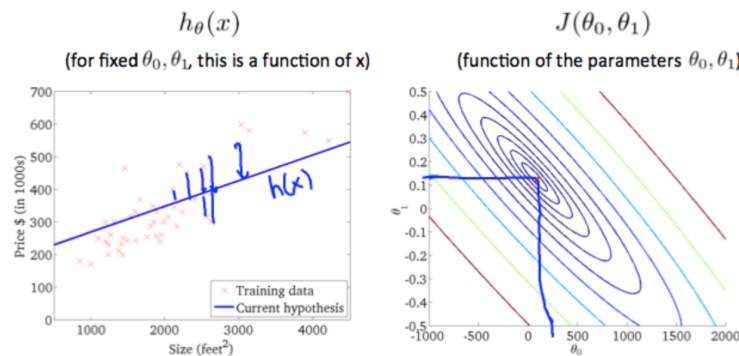 hθ(x)
(for fixed θ0, θ1, this is a function of x)
700
600
500
400
300
200
100
0
Price $ (in 1000s)
1000
2000
3000
4000
Size (feet²)
h(x)
Training data
Current hypothesis
J(θ0, θ1)
(function of the parameters θ0, θ1)
0.5
0.4
0.3
0.2
0.1
0
-0.1
-0.2
-0.3
-0.4
-0.5
θ1
-1000
-500
0
500
1000
1500
2000
θ0